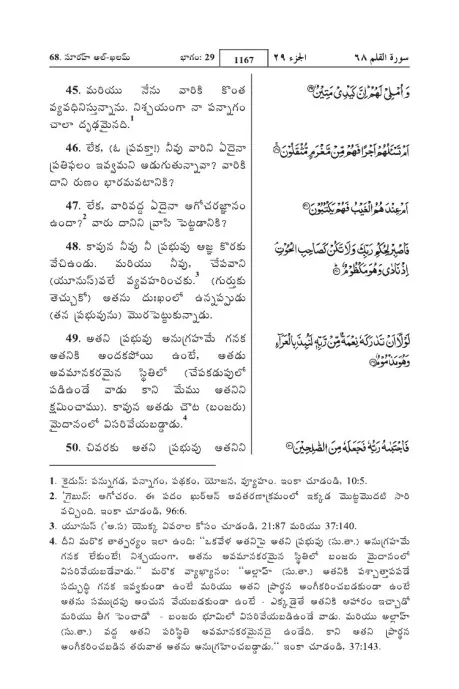 68. సూరహ్ అల్-ఖలమ్ భాగం: 29 1167 الجزء ٢٩ سورة القلم ٦٨
45. మరియు నేను వారికి కొంత
వ్యవధినిస్తున్నాను. నిశ్చయంగా నా పన్నాగం
చాలా దృఢమైనది.1
وَأُمْلِي لَهُمْ إِنَّ كَيْدِي مَتِينٌ ۝
46. లేక, (ఓ ప్రవక్తా!) నీవు వారిని ఏదైనా
ప్రతిఫలం ఇవ్వమని అడుగుతున్నావా? వారికి
దాని రుణం భారమవటానికి?
أَمْ تَسْأَلُهُمْ أَجْرًا فَهُمْ مِنْ مَغْرَمٍ مُثْقَلُونَ ۝
47. లేక, వారివద్ద ఏదైనా అగోచరజ్ఞానం
ఉందా?2 వారు దానిని వ్రాసి పెట్టడానికి?
أَمْ عِنْدَهُمُ الْغَيْبُ فَهُمْ يَكْتُبُونَ ۝
48. కావున నీవు నీ ప్రభువు ఆజ్ఞ కొరకు
వేచిఉండు. మరియు నీవు, చేపవాని
(యూనుస్)వలే వ్యవహరించకు.3 (గుర్తుకు
తెచ్చుకో) అతను దుఃఖంలో ఉన్నప్పుడు
(తన ప్రభువును) మొరపెట్టుకున్నాడు.
فَاصْبِرْ لِحُكْمِ رَبِّكَ وَلَا تَكُنْ كَصَاحِبِ الْحُوتِ
إِذْ نَادَى وَهُوَ مَكْظُومٌ ۝
49. అతని ప్రభువు అనుగ్రహమే గనక
అతనికి అందకపోయి ఉంటే, అతడు
అవమానకరమైన స్థితిలో (చేపకడుపులో
పడిఉండే వాడు కాని మేము అతనిని
క్షమించాము). కావున అతడు చౌట (బంజరు)
మైదానంలో విసరివేయబడ్డాడు.4
لَوْلَا أَنْ تَدَارَكَهُ نِعْمَةٌ مِنْ رَبِّهِ لَنُبِذَ بِالْعَرَاءِ
وَهُوَ مَذْمُومٌ ۝
50. చివరకు అతని ప్రభువు అతనిని
فَاجْتَبَاهُ رَبُّهُ فَجَعَلَهُ مِنَ الصَّالِحِينَ ۝
1. కైదున్: పన్నుగడ, పన్నాగం, పథకం, యోజన, వ్యూహం. ఇంకా చూడండి, 10:5.
2. 'గైబున్: అగోచరం. ఈ పదం ఖుర్ఆన్ అవతరణాక్రమంలో ఇక్కడ మొట్టమొదటి సారి
వచ్చింది. ఇంకా చూడండి, 96:6.
3. యూనుస్ ('అ.స) యొక్క వివరాల కోసం చూడండి, 21:87 మరియు 37:140.
4. దీని మరొక తాత్పర్యం ఇలా ఉంది: "ఒకవేళ అతనిపై అతని ప్రభువు (సు.తా.) అనుగ్రహమే
గనక లేకుంటే! నిశ్చయంగా, అతను అవమానకరమైన స్థితిలో బంజరు మైదానంలో
విసరివేయబడేవాడు." మరొక వ్యాఖ్యానం: "అల్లాహ్ (సు.తా.) అతనికి పశ్చాత్తాపపడే
సద్బుద్ధి గనక ఇవ్వకుండా ఉంటే మరియు అతని ప్రార్థన అంగీకరించబడకుండా ఉంటే
అతను సముద్రపు అంచున వేయబడకుండా ఉంటే - ఎక్కడైతే అతనికి ఆహారం ఇచ్చాడో
మరియు తీగ పెంచాడో - బంజరు భూమిలో విసరివేయబడిఉండే వాడు. మరియు అల్లాహ్
(సు.తా.) వద్ద అతని పరిస్థితి అవమానకరమైనదై ఉండేది. కాని అతని ప్రార్థన
అంగీకరించబడిన తరువాత అతను అనుగ్రహించబడ్డాడు." ఇంకా చూడండి, 37:143.